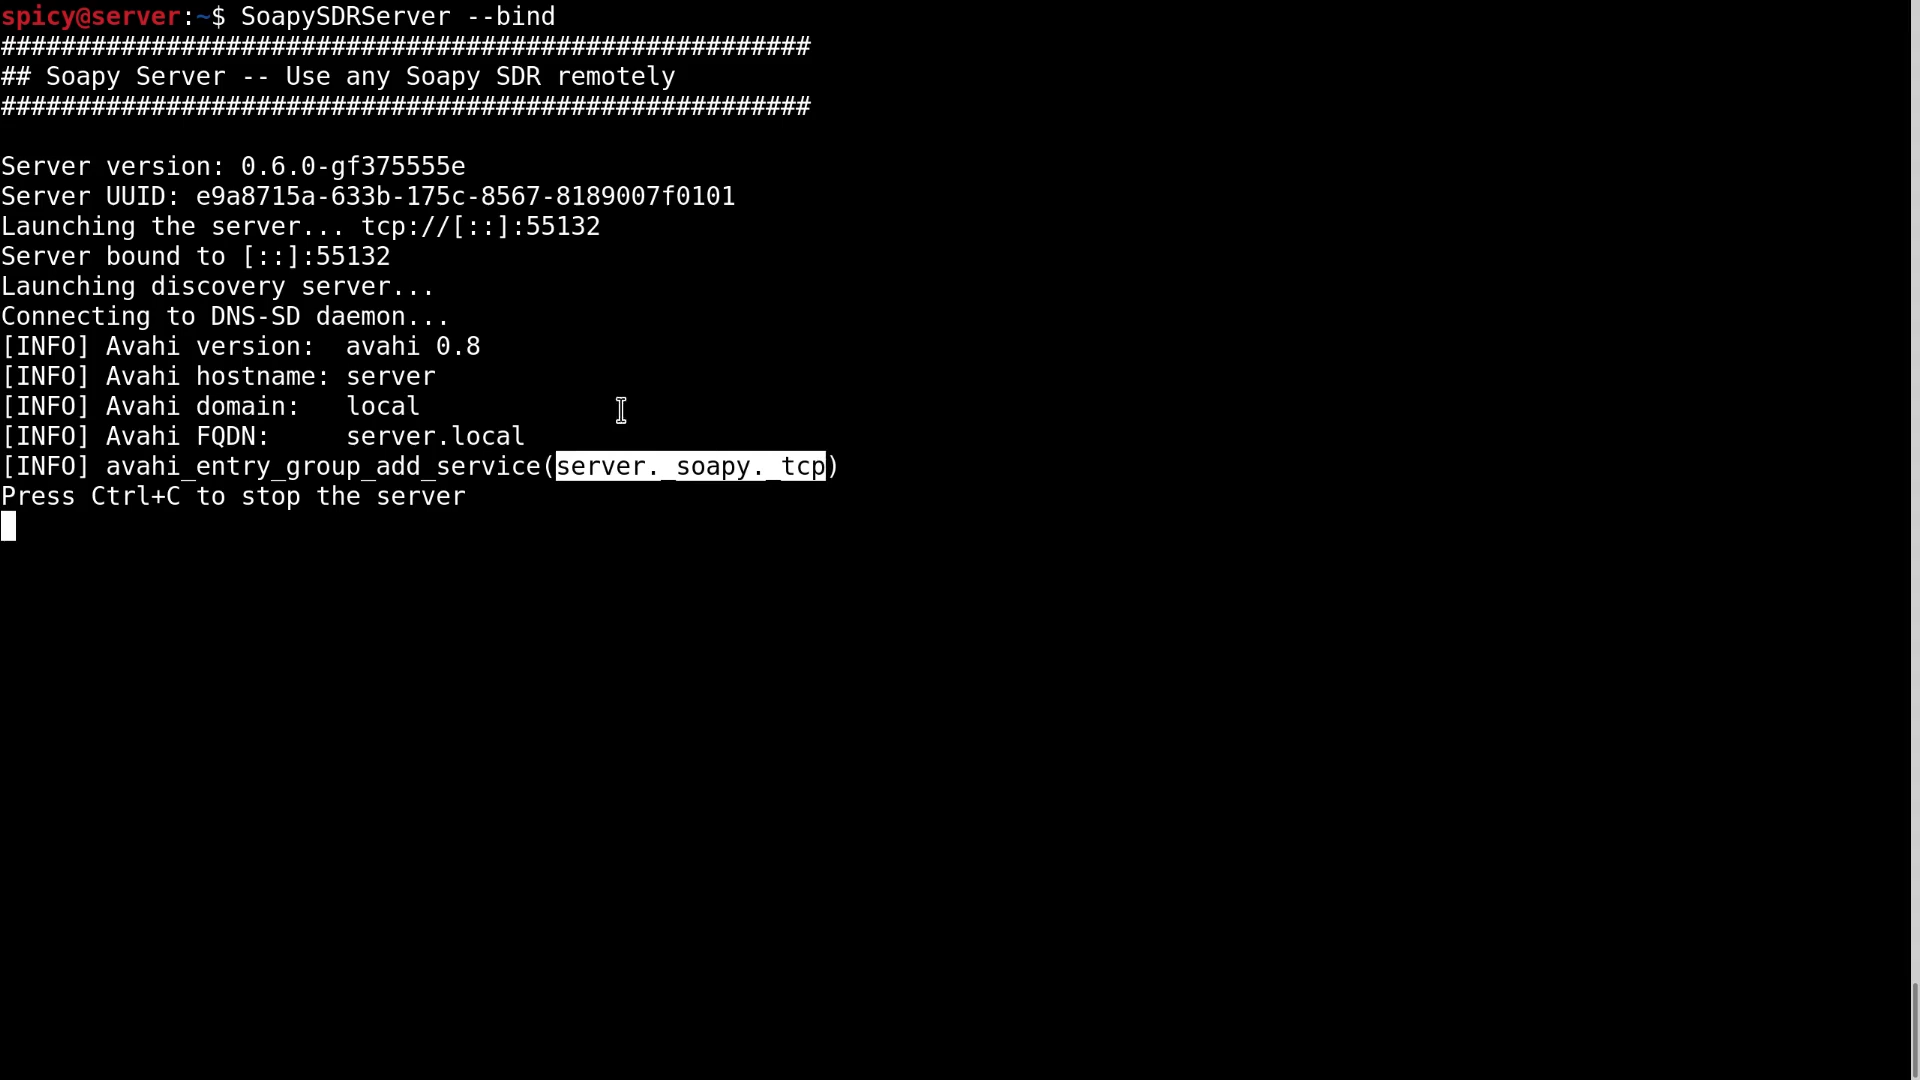 spicy@server:~$ SoapySDRServer --bind
######################################################
## Soapy Server -- Use any Soapy SDR remotely
######################################################
Server version: 0.6.0-gf375555e
Server UUID: e9a8715a-633b-175c-8567-8189007f0101
Launching the server... tcp://[::]:55132
Server bound to [::]:55132
Launching discovery server...
Connecting to DNS-SD daemon...
[INFO] Avahi version:  avahi 0.8
[INFO] Avahi hostname: server
[INFO] Avahi domain:   local
[INFO] Avahi FQDN:     server.local
[INFO] avahi_entry_group_add_service(server._soapy._tcp)
Press Ctrl+C to stop the server